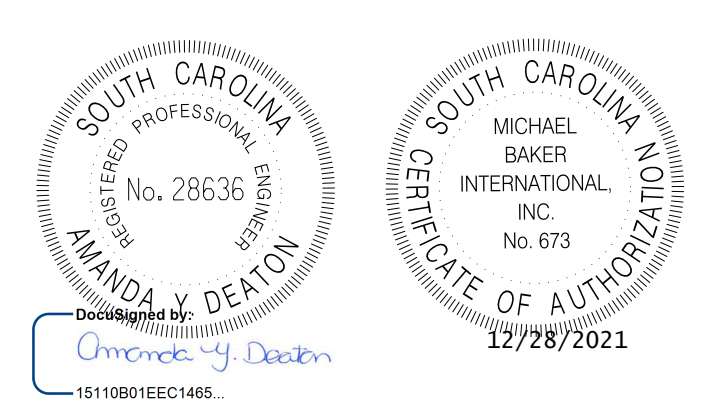 SOUTH CAROLINA
REGISTERED PROFESSIONAL ENGINEER
No. 28636
AMANDA Y DEATON
DocuSigned by:
Amanda Y. Deaton
15110B01EEC1465...
SOUTH CAROLINA
MICHAEL
BAKER
INTERNATIONAL,
INC.
No. 673
CERTIFICATE OF AUTHORIZATION
12/28/2021